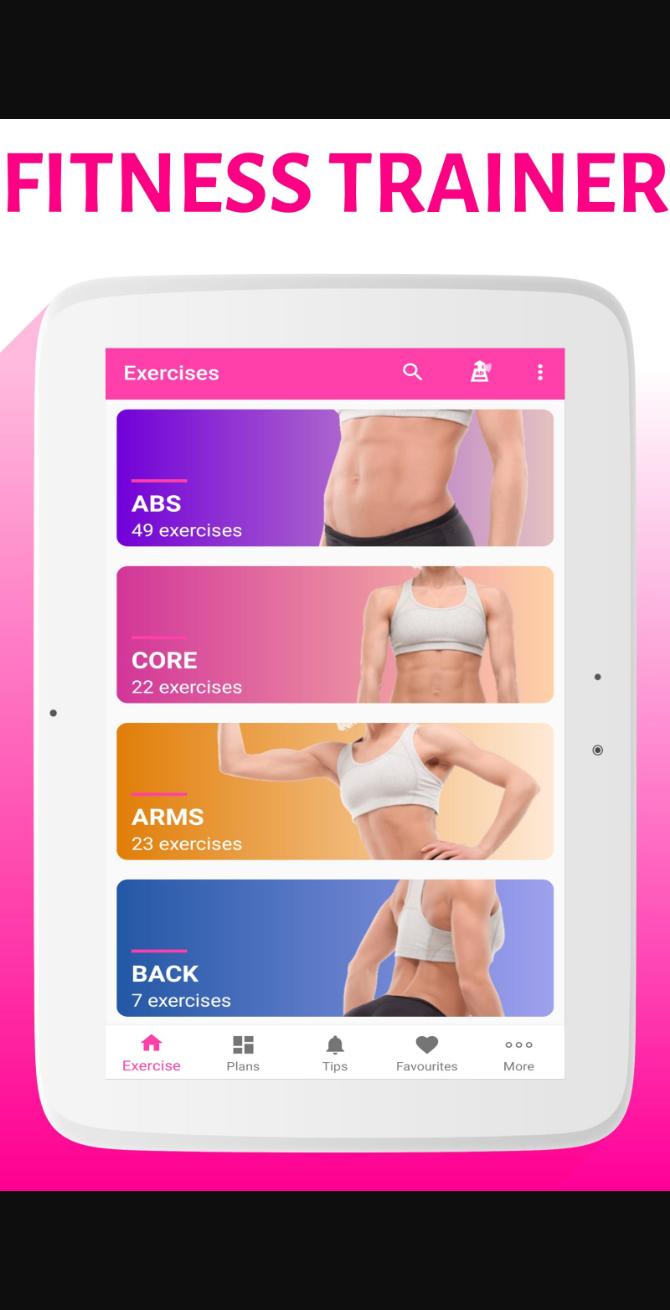 FITNESS TRAINER
Exercises
ABS
49 exercises
CORE
22 exercises
ARMS
23 exercises
BACK
7 exercises
Exercise
Plans
Tips
Favourites
More